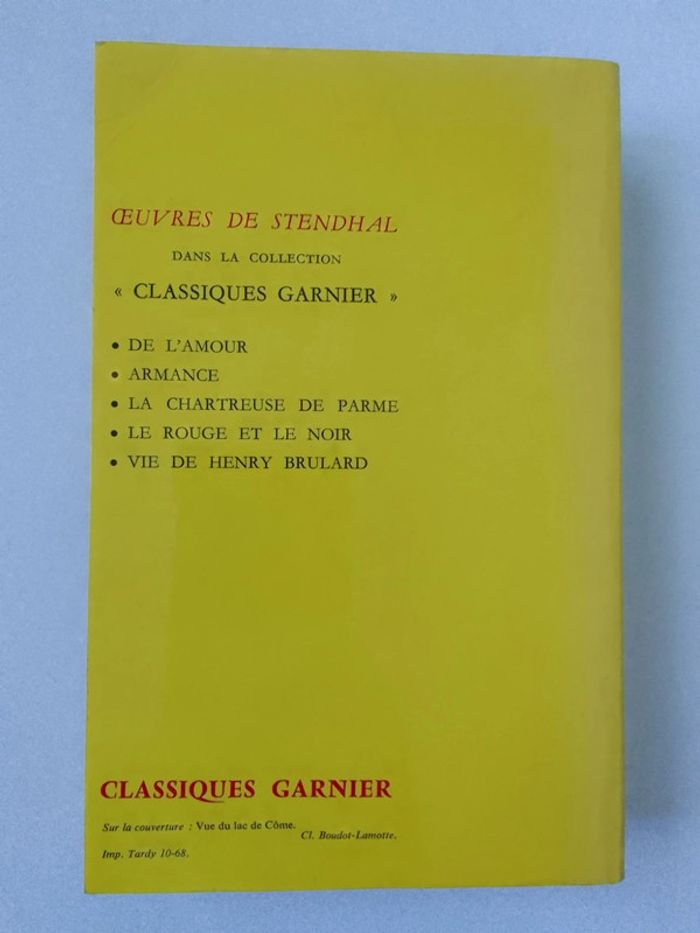 ŒUVRES DE STENDHAL
DANS LA COLLECTION
« CLASSIQUES GARNIER »
• DE L'AMOUR
• ARMANCE
• LA CHARTREUSE DE PARME
• LE ROUGE ET LE NOIR
• VIE DE HENRY BRULARD
CLASSIQUES GARNIER
Sur la couverture : Vue du lac de Côme.
Cl. Boudot-Lamotte.
Imp. Tardy 10-68.